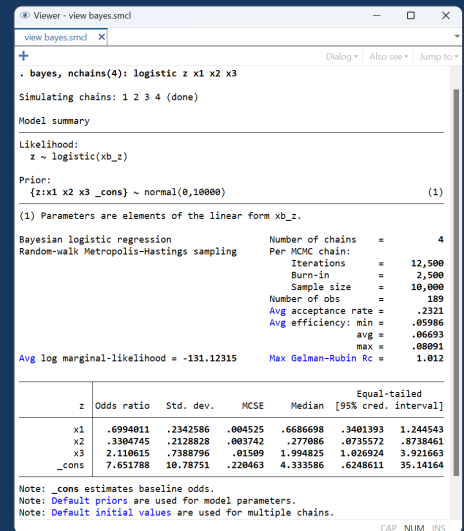 Viewer - view bayes.smcl
view bayes.smcl X
+ Dialog Also see Jump to
. bayes, nchains(4): logistic z x1 x2 x3
Simulating chains: 1 2 3 4 (done)
Model summary
Likelihood:
z ~ logistic(xb_z)
Prior:
{z:x1 x2 x3 _cons} ~ normal(0,10000) (1)
(1) Parameters are elements of the linear form xb_z.
Bayesian logistic regression Number of chains = 4
Random-walk Metropolis–Hastings sampling Per MCMC chain:
Iterations = 12,500
Burn-in = 2,500
Sample size = 10,000
Number of obs = 189
Avg acceptance rate = .2321
Avg efficiency: min = .05986
avg = .06693
max = .08091
Avg log marginal-likelihood = -131.12315 Max Gelman-Rubin Rc = 1.012
Equal-tailed
z Odds ratio Std. dev. MCSE Median [95% cred. interval]
x1 .6994011 .2342586 .004525 .6686698 .3401393 1.244543
x2 .3304745 .2128828 .003742 .277086 .0735572 .8738461
x3 2.110615 .7388796 .01509 1.994825 1.026924 3.921663
_cons 7.651788 10.78751 .220463 4.333586 .6248611 35.14164
Note: _cons estimates baseline odds.
Note: Default priors are used for model parameters.
Note: Default initial values are used for multiple chains.
CAP NUM INS